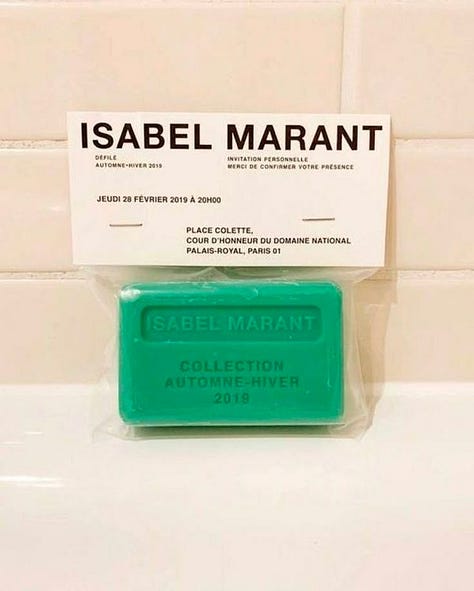 ISABEL MARANT
DÉFILÉ
AUTOMNE-HIVER 2019
INVITATION PERSONNELLE
MERCI DE CONFIRMER VOTRE PRÉSENCE
JEUDI 28 FÉVRIER 2019 À 20H00
PLACE COLETTE,
COUR D'HONNEUR DU DOMAINE NATIONAL
PALAIS-ROYAL, PARIS 01
ISABEL MARANT
COLLECTION
AUTOMNE-HIVER
2019